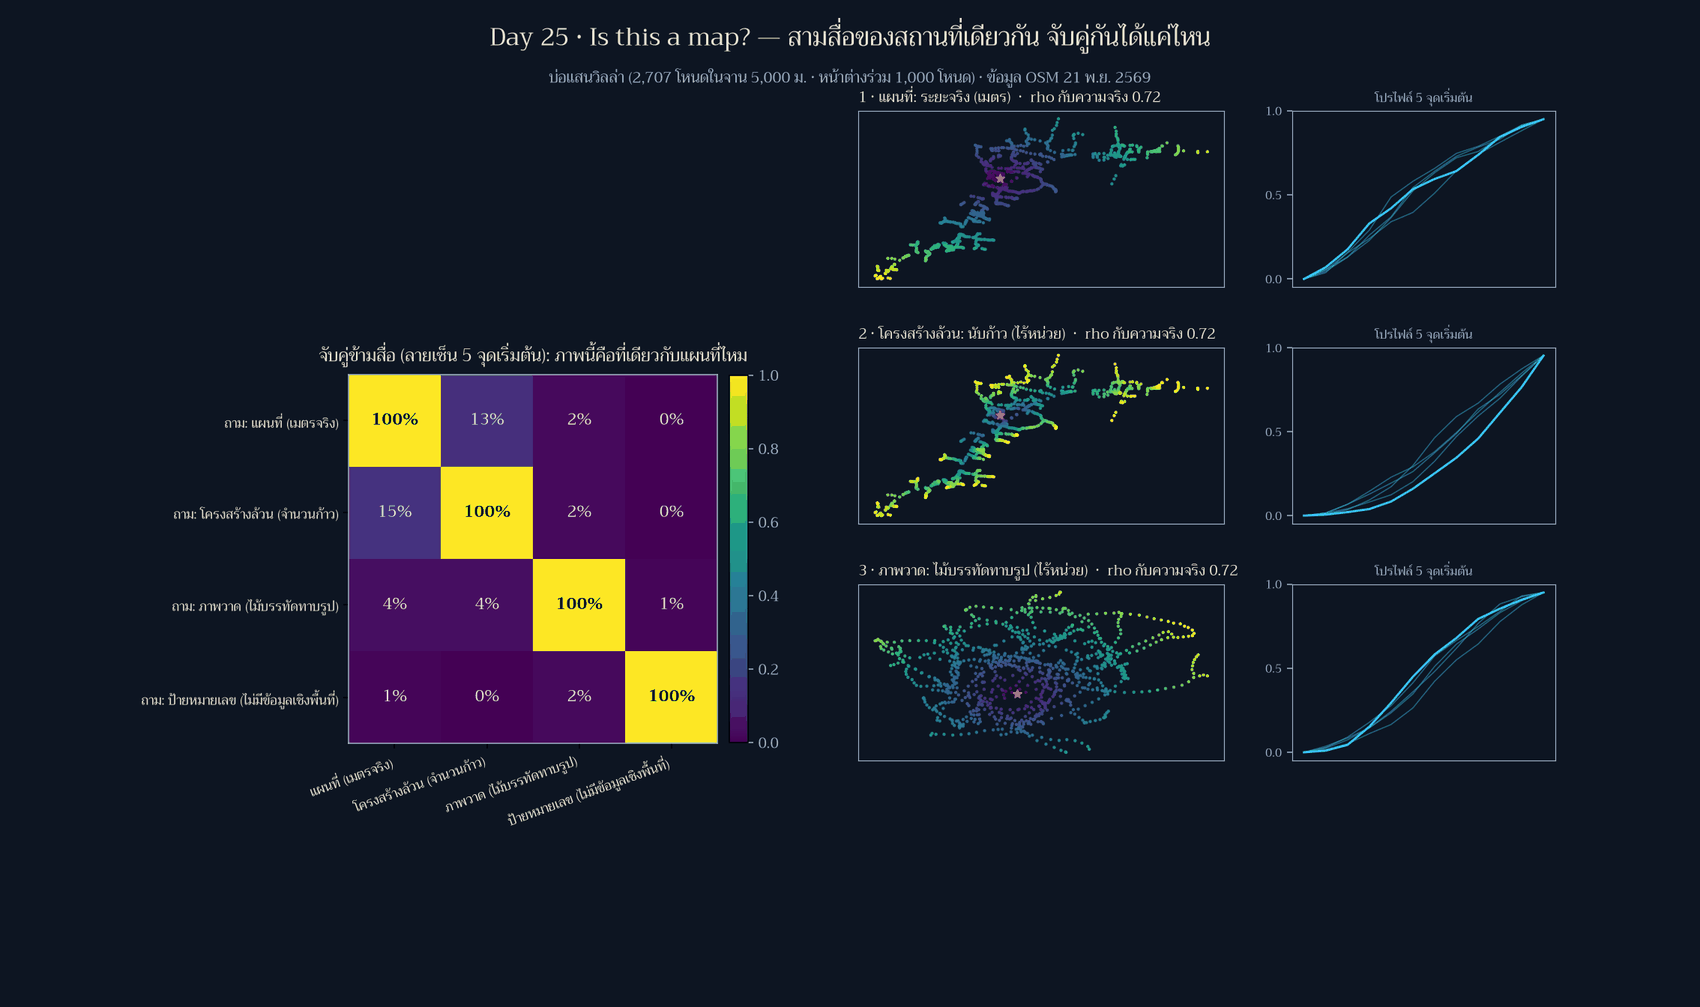 Day 25 · Is this a map? — สามสื่อของสถานที่เดียวกัน จับคู่กันได้แค่ไหน
บ่อแสนวิลล่า (2,707 โหนดในจาน 5,000 ม. · หน้าต่างร่วม 1,000 โหนด) · ข้อมูล OSM 21 พ.ย. 2569
1 · แผนที่: ระยะจริง (เมตร) · rho กับความจริง 0.72
โปรไฟล์ 5 จุดเริ่มต้น
1.0
0.5
0.0
2 · โครงสร้างล้วน: นับก้าว (ไร้หน่วย) · rho กับความจริง 0.72
โปรไฟล์ 5 จุดเริ่มต้น
1.0
0.5
0.0
3 · ภาพวาด: ไม้บรรทัดทาบรูป (ไร้หน่วย) · rho กับความจริง 0.72
โปรไฟล์ 5 จุดเริ่มต้น
1.0
0.5
0.0
จับคู่ข้ามสื่อ (ลายเซ็น 5 จุดเริ่มต้น): ภาพนี้คือที่เดียวกับแผนที่ไหม
ถาม: แผนที่ (เมตรจริง)
100% 13% 2% 0%
ถาม: โครงสร้างล้วน (จำนวนก้าว)
15% 100% 2% 0%
ถาม: ภาพวาด (ไม้บรรทัดทาบรูป)
4% 4% 100% 1%
ถาม: ป้ายหมายเลข (ไม่มีข้อมูลเชิงพื้นที่)
1% 0% 2% 100%
1.0
0.8
0.6
0.4
0.2
0.0
แผนที่ (เมตรจริง)
โครงสร้างล้วน (จำนวนก้าว)
ภาพวาด (ไม้บรรทัดทาบรูป)
ป้ายหมายเลข (ไม่มีข้อมูลเชิงพื้นที่)